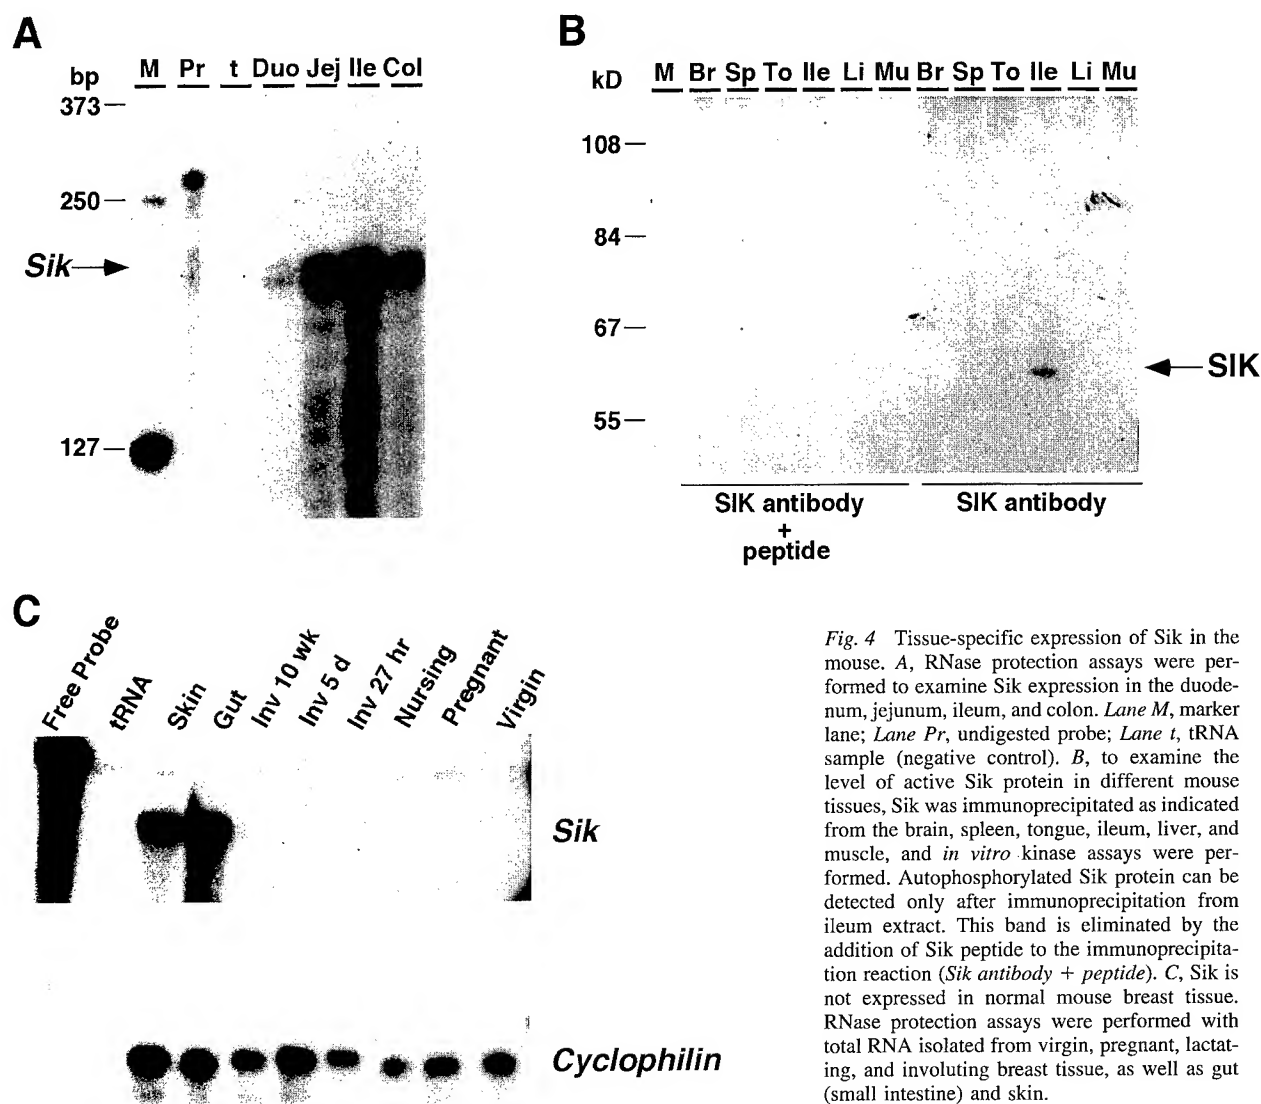 A
bp M Pr t Duo Jej Ile Col
373
250
Sik
127
B
kD M Br Sp To Ile Li Mu Br Sp To Ile Li Mu
108
84
67
SIK
55
SIK antibody
+
peptide
SIK antibody
C
Free Probe
tRNA
Skin
Gut
Inv 10 wk
Inv 5 d
Inv 27 hr
Nursing
Pregnant
Virgin
Sik
Cyclophilin
Fig. 4 Tissue-specific expression of Sik in the
mouse. A, RNase protection assays were per-
formed to examine Sik expression in the duode-
num, jejunum, ileum, and colon. Lane M, marker
lane; Lane Pr, undigested probe; Lane t, tRNA
sample (negative control). B, to examine the
level of active Sik protein in different mouse
tissues, Sik was immunoprecipitated as indicated
from the brain, spleen, tongue, ileum, liver, and
muscle, and in vitro kinase assays were per-
formed. Autophosphorylated Sik protein can be
detected only after immunoprecipitation from
ileum extract. This band is eliminated by the
addition of Sik peptide to the immunoprecipita-
tion reaction (Sik antibody + peptide). C, Sik is
not expressed in normal mouse breast tissue.
RNase protection assays were performed with
total RNA isolated from virgin, pregnant, lactat-
ing, and involuting breast tissue, as well as gut
(small intestine) and skin.